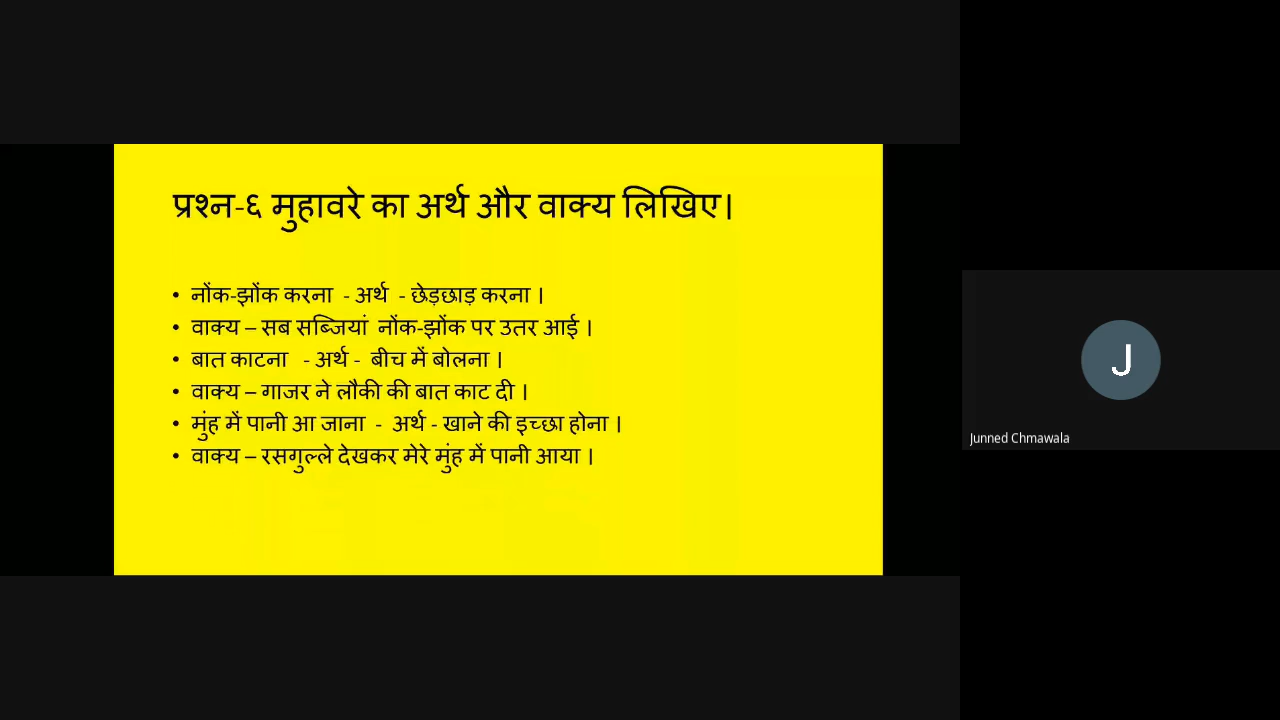 प्रश्न-६ मुहावरे का अर्थ और वाक्य लिखिए।
• नोंक-झोंक करना - अर्थ - छेड़छाड़ करना ।
• वाक्य – सब सब्जियां नोंक-झोंक पर उतर आई ।
• बात काटना - अर्थ - बीच में बोलना ।
• वाक्य – गाजर ने लौकी की बात काट दी ।
• मुंह में पानी आ जाना - अर्थ - खाने की इच्छा होना ।
• वाक्य – रसगुल्ले देखकर मेरे मुंह में पानी आया ।
J
Junned Chmawala